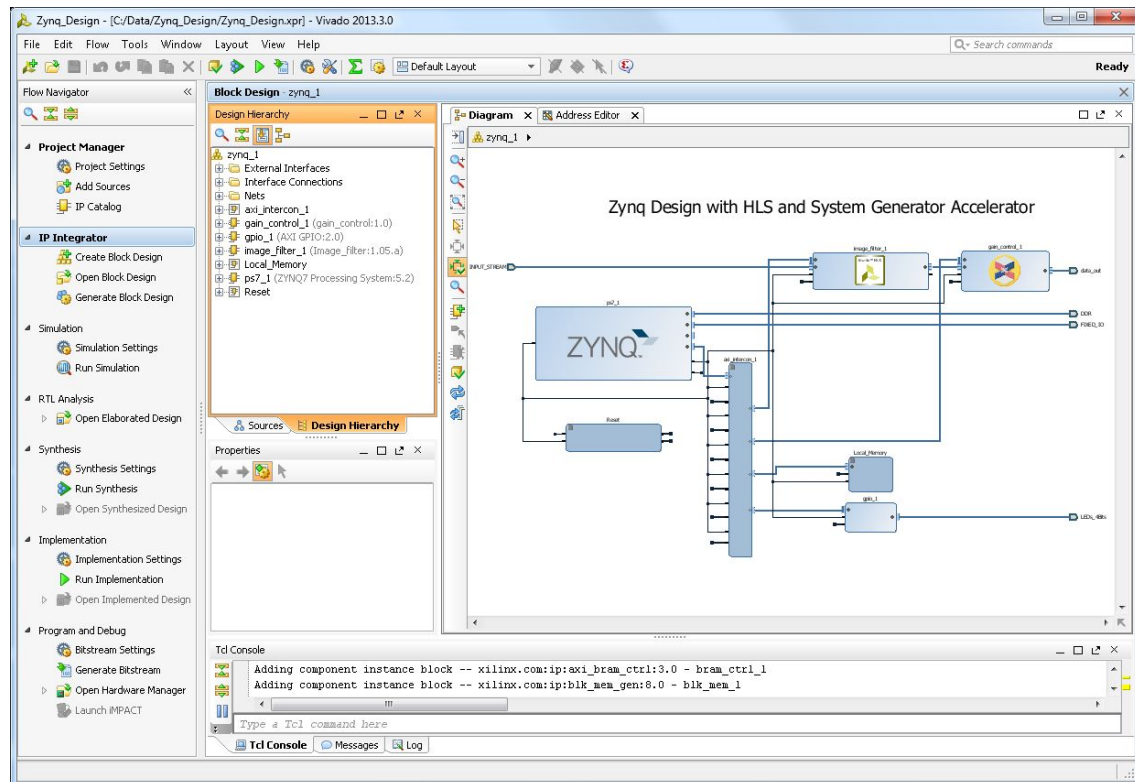 Zynq_Design - [C:/Data/Zynq_Design/Zynq_Design.xpr] - Vivado 2013.3.0
File Edit Flow Tools Window Layout View Help
Search commands
Default Layout
Ready
Flow Navigator
Block Design - zynq_1
Project Manager
Project Settings
Add Sources
IP Catalog
IP Integrator
Create Block Design
Open Block Design
Generate Block Design
Simulation
Simulation Settings
Run Simulation
RTL Analysis
Open Elaborated Design
Synthesis
Synthesis Settings
Run Synthesis
Open Synthesized Design
Implementation
Implementation Settings
Run Implementation
Open Implemented Design
Program and Debug
Bitstream Settings
Generate Bitstream
Open Hardware Manager
Launch iMPACT
Design Hierarchy
zynq_1
External Interfaces
Interface Connections
Nets
axi_intercon_1
gain_control_1 (gain_control:1.0)
gpio_1 (AXI GPIO:2.0)
image_filter_1 (Image_filter:1.05.a)
Local_Memory
ps7_1 (ZYNQ7 Processing System:5.2)
Reset
Sources Design Hierarchy
Properties
Diagram Address Editor
zynq_1
Zynq Design with HLS and System Generator Accelerator
image_filter_1
gain_control_1
INPUT_STREAM
data_out
ps7_1
DDR
FIXED_IO
ZYNQ
axi_intercon_1
Reset
Local_Memory
gpio_1
LEDs_4Bits
Tcl Console
Adding component instance block -- xilinx.com:ip:axi_bram_ctrl:3.0 - bram_ctrl_1
Adding component instance block -- xilinx.com:ip:blk_mem_gen:8.0 - blk_mem_1
Type a Tcl command here
Tcl Console Messages Log